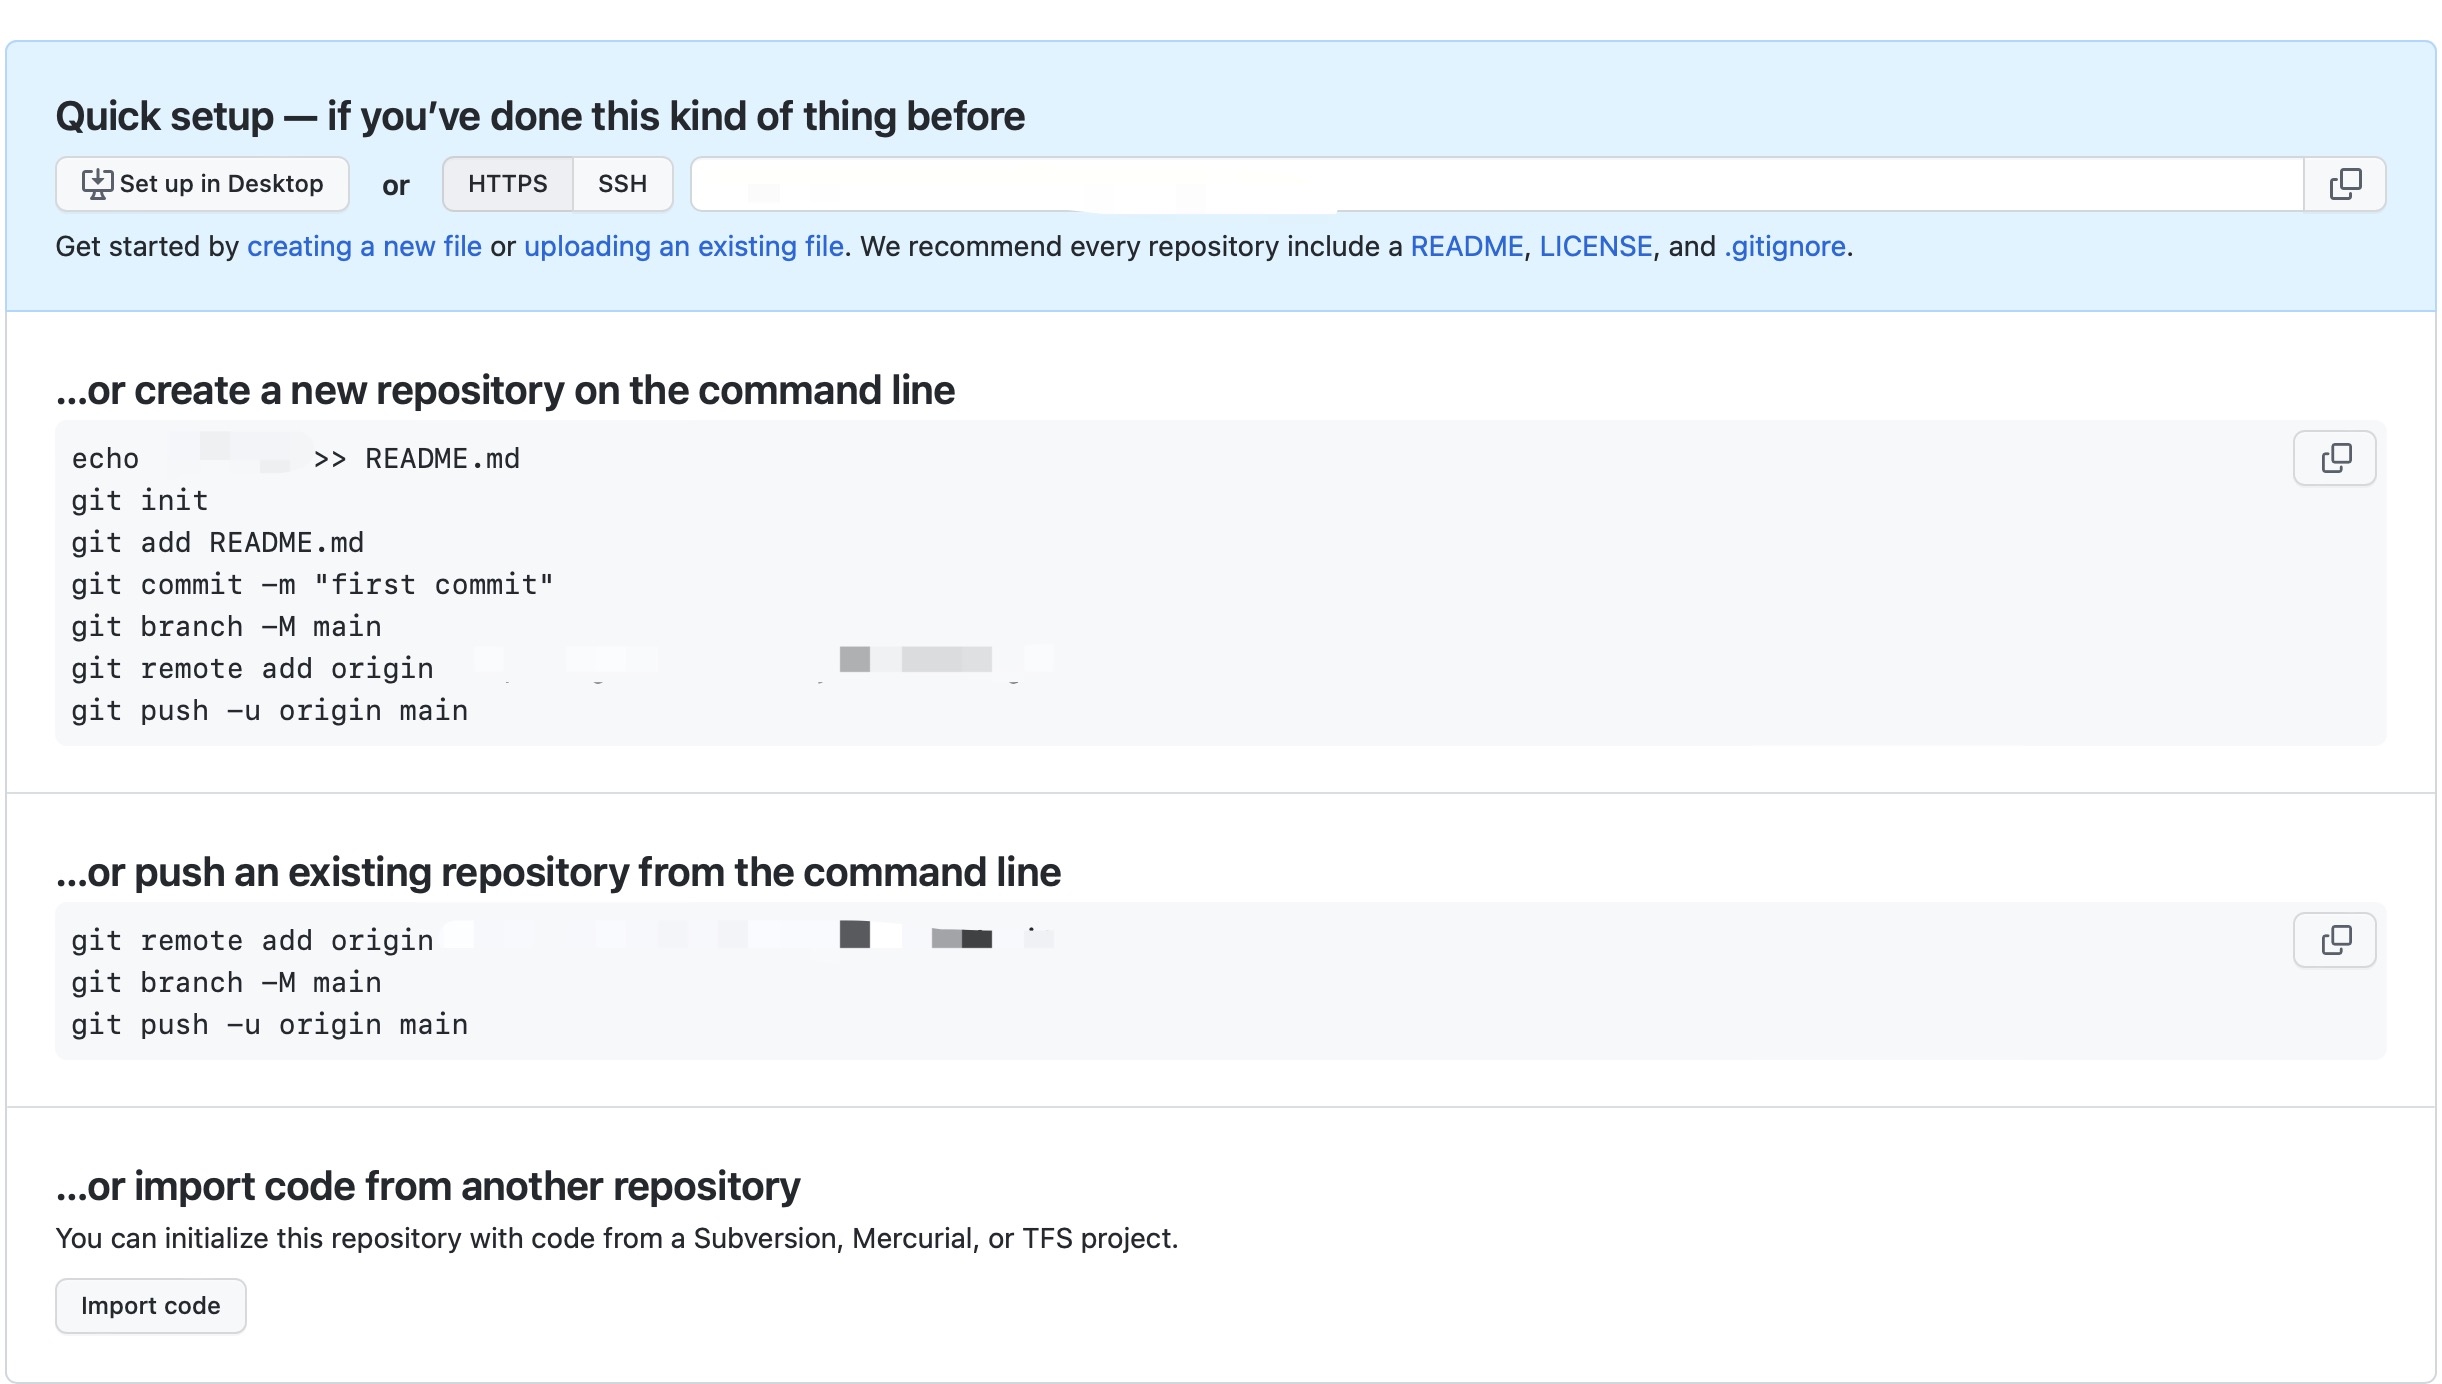 Quick setup — if you’ve done this kind of thing before
Set up in Desktop or HTTPS SSH
Get started by creating a new file or uploading an existing file. We recommend every repository include a README, LICENSE, and .gitignore.
...or create a new repository on the command line
echo >> README.md
git init
git add README.md
git commit -m "first commit"
git branch -M main
git remote add origin
git push -u origin main
...or push an existing repository from the command line
git remote add origin
git branch -M main
git push -u origin main
...or import code from another repository
You can initialize this repository with code from a Subversion, Mercurial, or TFS project.
Import code